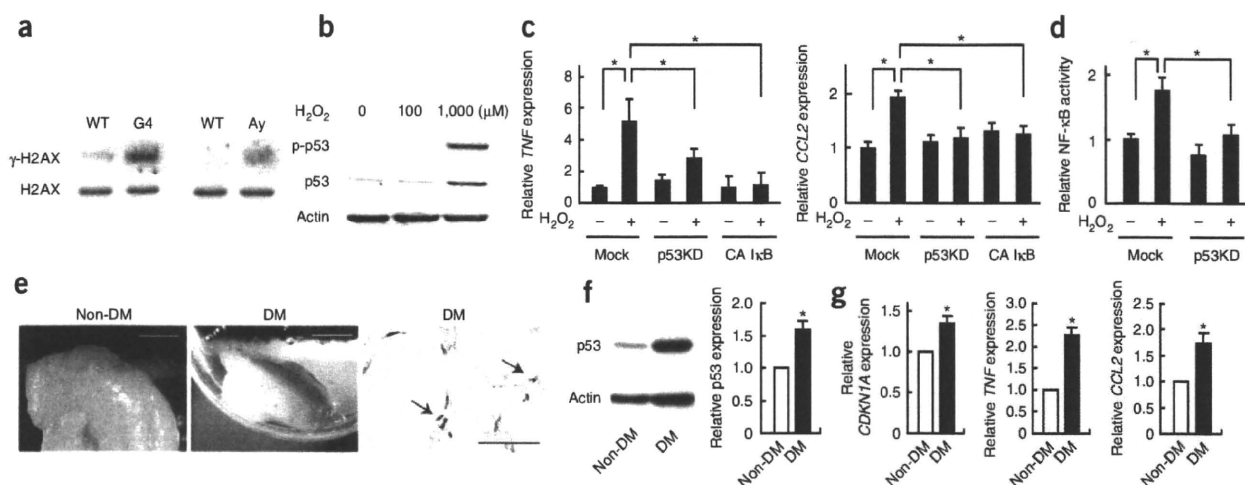 a
WT G4 WT Ay
γ-H2AX
H2AX
b
H₂O₂ 0 100 1,000 (μM)
p-p53
p53
Actin
c
Relative TNF expression
8
6
4
2
0
*
*
*
H₂O₂ – + – + – +
Mock p53KD CA IκB
Relative CCL2 expression
3
2
1
0
*
*
*
H₂O₂ – + – + – +
Mock p53KD CA IκB
d
Relative NF-κB activity
2
1
0
*
*
H₂O₂ – + – +
Mock p53KD
e
Non-DM DM DM
f
p53
Actin
Non-DM DM
Relative p53 expression
2.0
1.5
1.0
0.5
0
*
Non-DM DM
g
Relative
CDKN1A expression
1.5
1.0
0.5
0
*
Non-DM DM
Relative TNF expression
3.0
2.5
2.0
1.5
1.0
0.5
0
*
Non-DM DM
Relative CCL2 expression
2.5
2.0
1.5
1.0
0.5
0
*
Non-DM DM